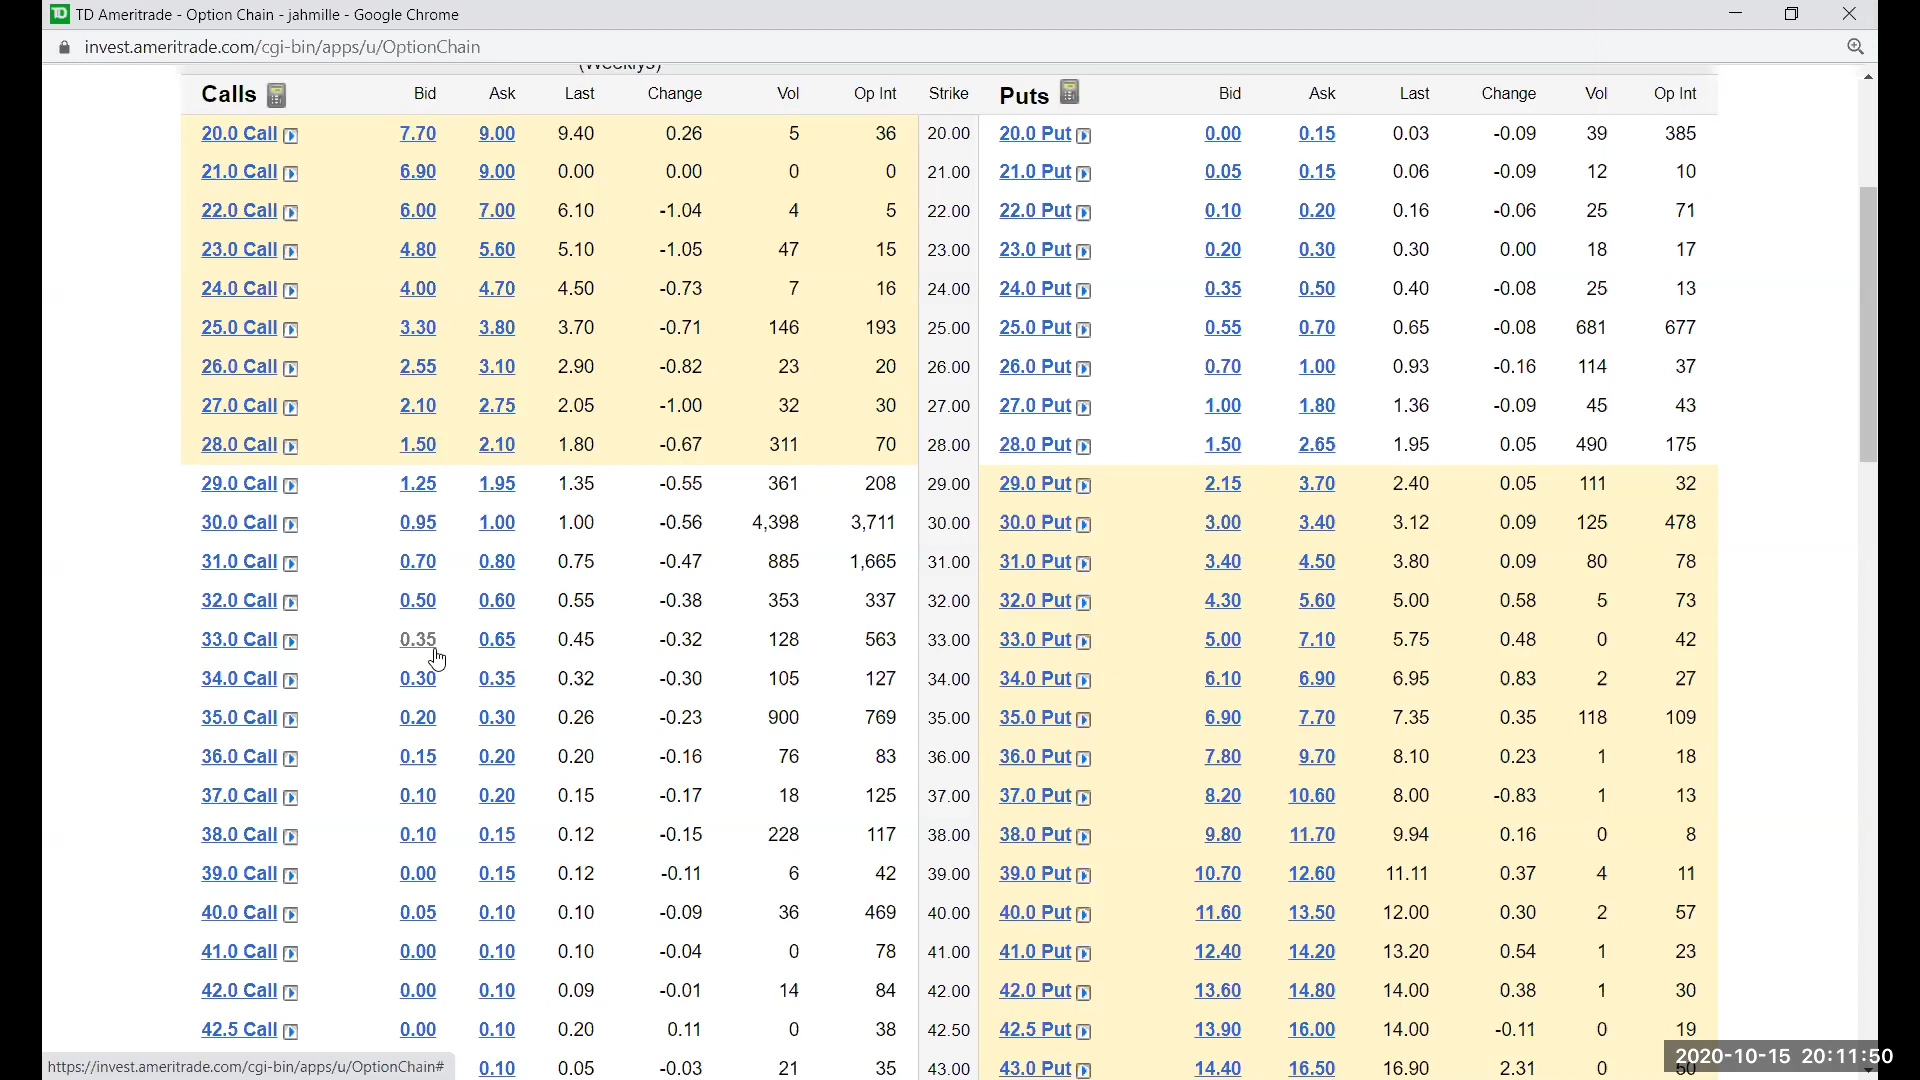 TD Ameritrade - Option Chain - jahmille - Google Chrome
invest.ameritrade.com/cgi-bin/apps/u/OptionChain
(Weeklys)
Calls Bid Ask Last Change Vol Op Int Strike Puts Bid Ask Last Change Vol Op Int
20.0 Call 7.70 9.00 9.40 0.26 5 36 20.00 20.0 Put 0.00 0.15 0.03 -0.09 39 385
21.0 Call 6.90 9.00 0.00 0.00 0 0 21.00 21.0 Put 0.05 0.15 0.06 -0.09 12 10
22.0 Call 6.00 7.00 6.10 -1.04 4 5 22.00 22.0 Put 0.10 0.20 0.16 -0.06 25 71
23.0 Call 4.80 5.60 5.10 -1.05 47 15 23.00 23.0 Put 0.20 0.30 0.30 0.00 18 17
24.0 Call 4.00 4.70 4.50 -0.73 7 16 24.00 24.0 Put 0.35 0.50 0.40 -0.08 25 13
25.0 Call 3.30 3.80 3.70 -0.71 146 193 25.00 25.0 Put 0.55 0.70 0.65 -0.08 681 677
26.0 Call 2.55 3.10 2.90 -0.82 23 20 26.00 26.0 Put 0.70 1.00 0.93 -0.16 114 37
27.0 Call 2.10 2.75 2.05 -1.00 32 30 27.00 27.0 Put 1.00 1.80 1.36 -0.09 45 43
28.0 Call 1.50 2.10 1.80 -0.67 311 70 28.00 28.0 Put 1.50 2.65 1.95 0.05 490 175
29.0 Call 1.25 1.95 1.35 -0.55 361 208 29.00 29.0 Put 2.15 3.70 2.40 0.05 111 32
30.0 Call 0.95 1.00 1.00 -0.56 4,398 3,711 30.00 30.0 Put 3.00 3.40 3.12 0.09 125 478
31.0 Call 0.70 0.80 0.75 -0.47 885 1,665 31.00 31.0 Put 3.40 4.50 3.80 0.09 80 78
32.0 Call 0.50 0.60 0.55 -0.38 353 337 32.00 32.0 Put 4.30 5.60 5.00 0.58 5 73
33.0 Call 0.35 0.65 0.45 -0.32 128 563 33.00 33.0 Put 5.00 7.10 5.75 0.48 0 42
34.0 Call 0.30 0.35 0.32 -0.30 105 127 34.00 34.0 Put 6.10 6.90 6.95 0.83 2 27
35.0 Call 0.20 0.30 0.26 -0.23 900 769 35.00 35.0 Put 6.90 7.70 7.35 0.35 118 109
36.0 Call 0.15 0.20 0.20 -0.16 76 83 36.00 36.0 Put 7.80 9.70 8.10 0.23 1 18
37.0 Call 0.10 0.20 0.15 -0.17 18 125 37.00 37.0 Put 8.20 10.60 8.00 -0.83 1 13
38.0 Call 0.10 0.15 0.12 -0.15 228 117 38.00 38.0 Put 9.80 11.70 9.94 0.16 0 8
39.0 Call 0.00 0.15 0.12 -0.11 6 42 39.00 39.0 Put 10.70 12.60 11.11 0.37 4 11
40.0 Call 0.05 0.10 0.10 -0.09 36 469 40.00 40.0 Put 11.60 13.50 12.00 0.30 2 57
41.0 Call 0.00 0.10 0.10 -0.04 0 78 41.00 41.0 Put 12.40 14.20 13.20 0.54 1 23
42.0 Call 0.00 0.10 0.09 -0.01 14 84 42.00 42.0 Put 13.60 14.80 14.00 0.38 1 30
42.5 Call 0.00 0.10 0.20 0.11 0 38 42.50 42.5 Put 13.90 16.00 14.00 -0.11 0 19
0.10 0.05 -0.03 21 35 43.00 43.0 Put 14.40 16.50 16.90 2.31 0 50
https://invest.ameritrade.com/cgi-bin/apps/u/OptionChain#
2020-10-15 20:11:50